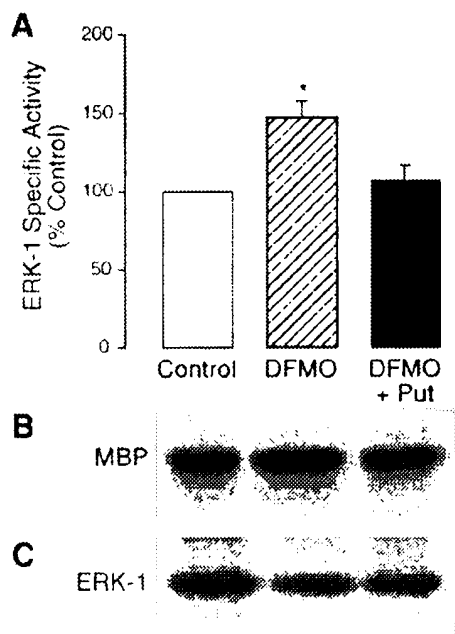 A
ERK-1 Specific Activity
(% Control)
200
150
100
50
0
*
Control
DFMO
DFMO
+ Put
B
MBP
C
ERK-1